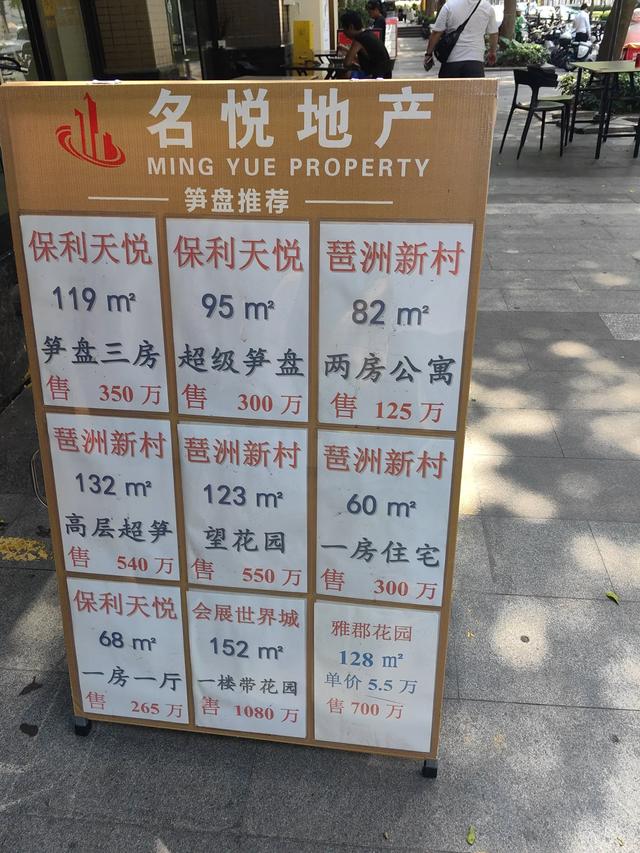 名悦地产
MING YUE PROPERTY
笋盘推荐
保利天悦
119 m²
笋盘三房
售 350 万
保利天悦
95 m²
超级笋盘
售 300 万
琶洲新村
82 m²
两房公寓
售 125 万
琶洲新村
132 m²
高层超笋
售 540 万
琶洲新村
123 m²
望花园
售 550 万
琶洲新村
60 m²
一房住宅
售 300 万
保利天悦
68 m²
一房一厅
售 265 万
会展世界城
152 m²
一楼带花园
售 1080 万
雅郡花园
128 m²
单价 5.5 万
售 700 万